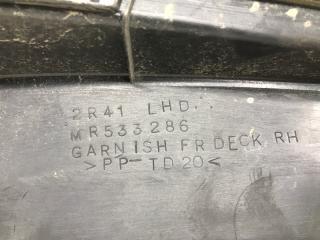 2R41 LHD..
MR533286
GARNISH FR DECK RH
>PP-TD20<